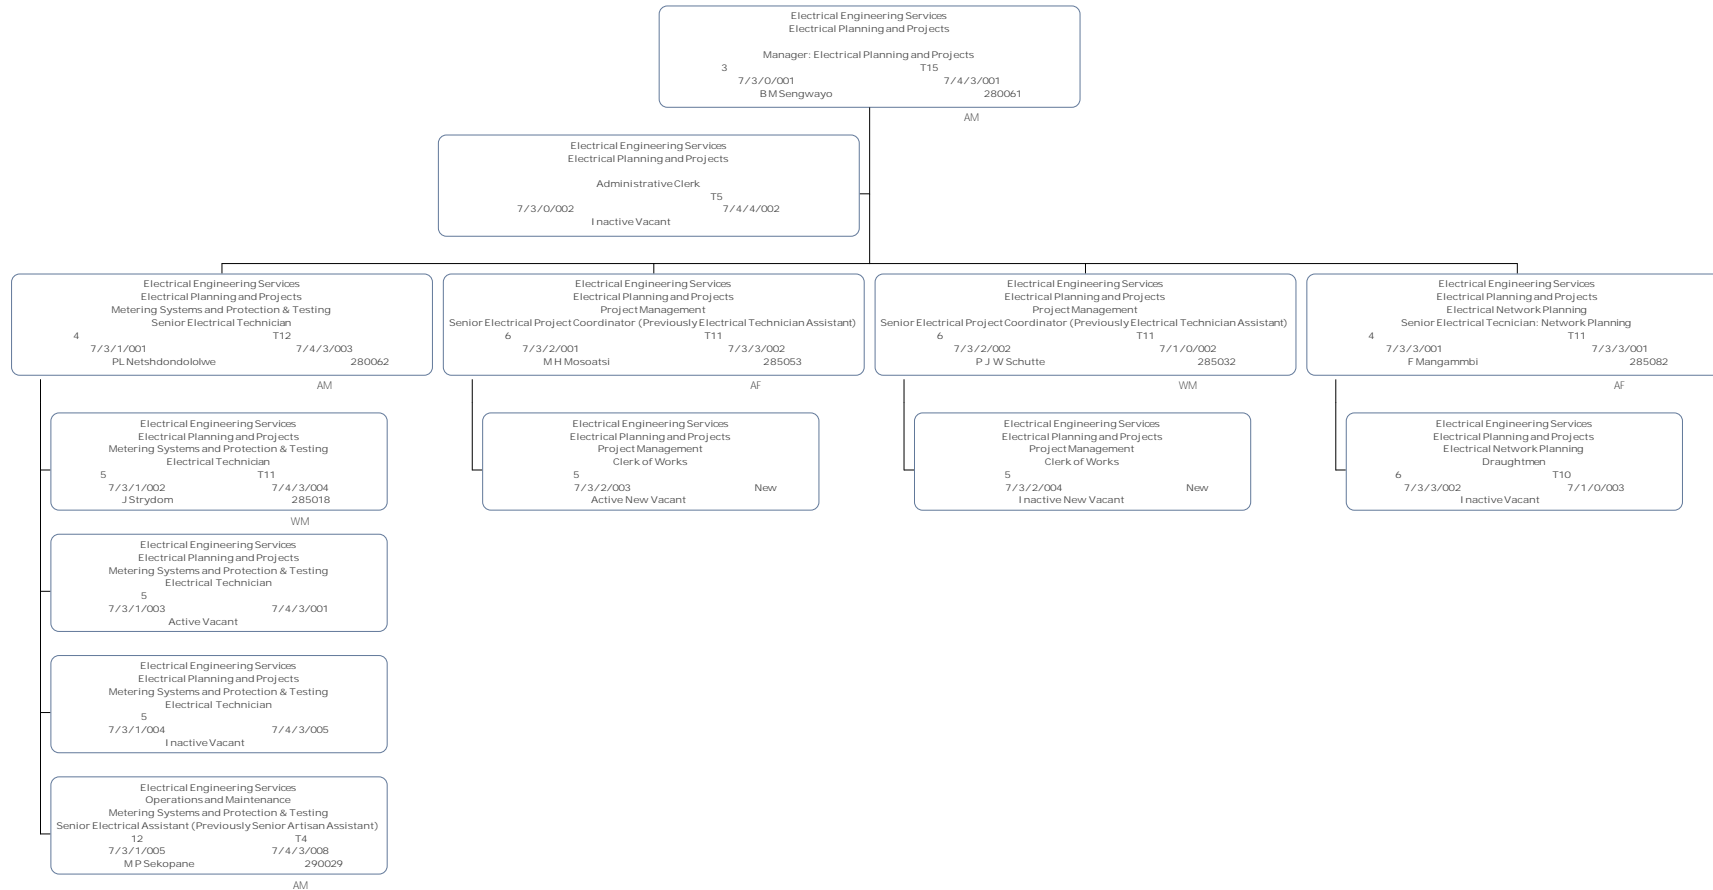 Electrical Engineering Services
Electrical Planning and Projects
Manager: Electrical Planning and Projects
3 T15
7/3/0/001 7/4/3/001
B M Sengwayo 280061
AM
Electrical Engineering Services
Electrical Planning and Projects
Administrative Clerk
T5
7/3/0/002 7/4/4/002
Inactive Vacant
Electrical Engineering Services
Electrical Planning and Projects
Metering Systems and Protection & Testing
Senior Electrical Technician
4 T12
7/3/1/001 7/4/3/003
PL Netshdondololwe 280062
AM
Electrical Engineering Services
Electrical Planning and Projects
Project Management
Senior Electrical Project Coordinator (Previously Electrical Technician Assistant)
6 T11
7/3/2/001 7/3/3/002
M H Mosoatsi 285053
AF
Electrical Engineering Services
Electrical Planning and Projects
Project Management
Senior Electrical Project Coordinator (Previously Electrical Technician Assistant)
6 T11
7/3/2/002 7/1/0/002
P J W Schutte 285032
WM
Electrical Engineering Services
Electrical Planning and Projects
Electrical Network Planning
Senior Electrical Tecnician: Network Planning
4 T11
7/3/3/001 7/3/3/001
F Mangammbi 285082
AF
Electrical Engineering Services
Electrical Planning and Projects
Metering Systems and Protection & Testing
Electrical Technician
5 T11
7/3/1/002 7/4/3/004
J Strydom 285018
WM
Electrical Engineering Services
Electrical Planning and Projects
Project Management
Clerk of Works
5
7/3/2/003 New
Active New Vacant
Electrical Engineering Services
Electrical Planning and Projects
Project Management
Clerk of Works
5
7/3/2/004 New
Inactive New Vacant
Electrical Engineering Services
Electrical Planning and Projects
Electrical Network Planning
Draughtmen
6 T10
7/3/3/002 7/1/0/003
Inactive Vacant
Electrical Engineering Services
Electrical Planning and Projects
Metering Systems and Protection & Testing
Electrical Technician
5
7/3/1/003 7/4/3/001
Active Vacant
Electrical Engineering Services
Electrical Planning and Projects
Metering Systems and Protection & Testing
Electrical Technician
5
7/3/1/004 7/4/3/005
Inactive Vacant
Electrical Engineering Services
Operations and Maintenance
Metering Systems and Protection & Testing
Senior Electrical Assistant (Previously Senior Artisan Assistant)
12 T4
7/3/1/005 7/4/3/008
M P Sekopane 290029
AM